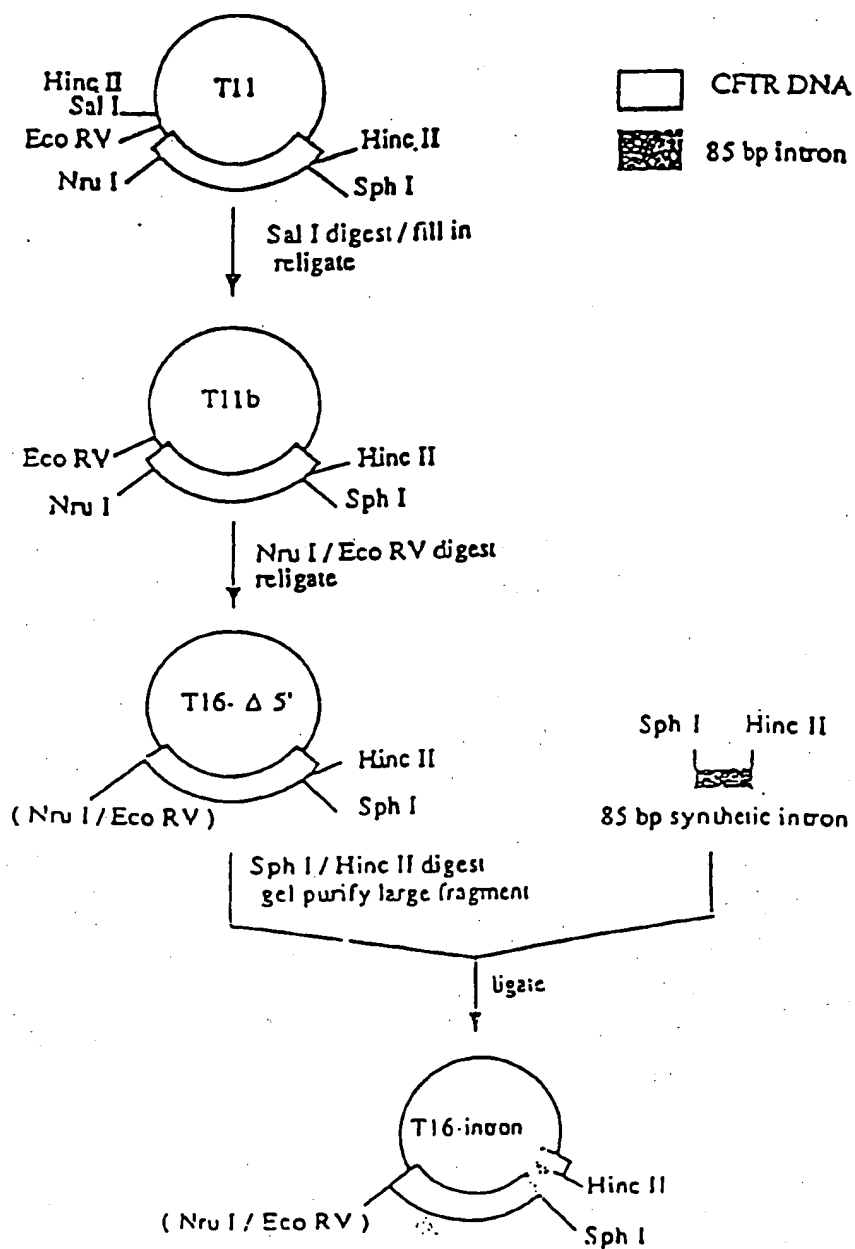 Hinc II
Sal I
Eco RV
Nru I
T11
Hinc II
Sph I
CFTR DNA
85 bp intron
Sal I digest / fill in
religate
T11b
Eco RV
Nru I
Hinc II
Sph I
Nru I / Eco RV digest
religate
T16- Δ 5'
Hinc II
Sph I
( Nru I / Eco RV )
Sph I Hinc II
85 bp synthetic intron
Sph I / Hinc II digest
gel purify large fragment
ligate
T16-intron
Hinc II
Sph I
( Nru I / Eco RV )